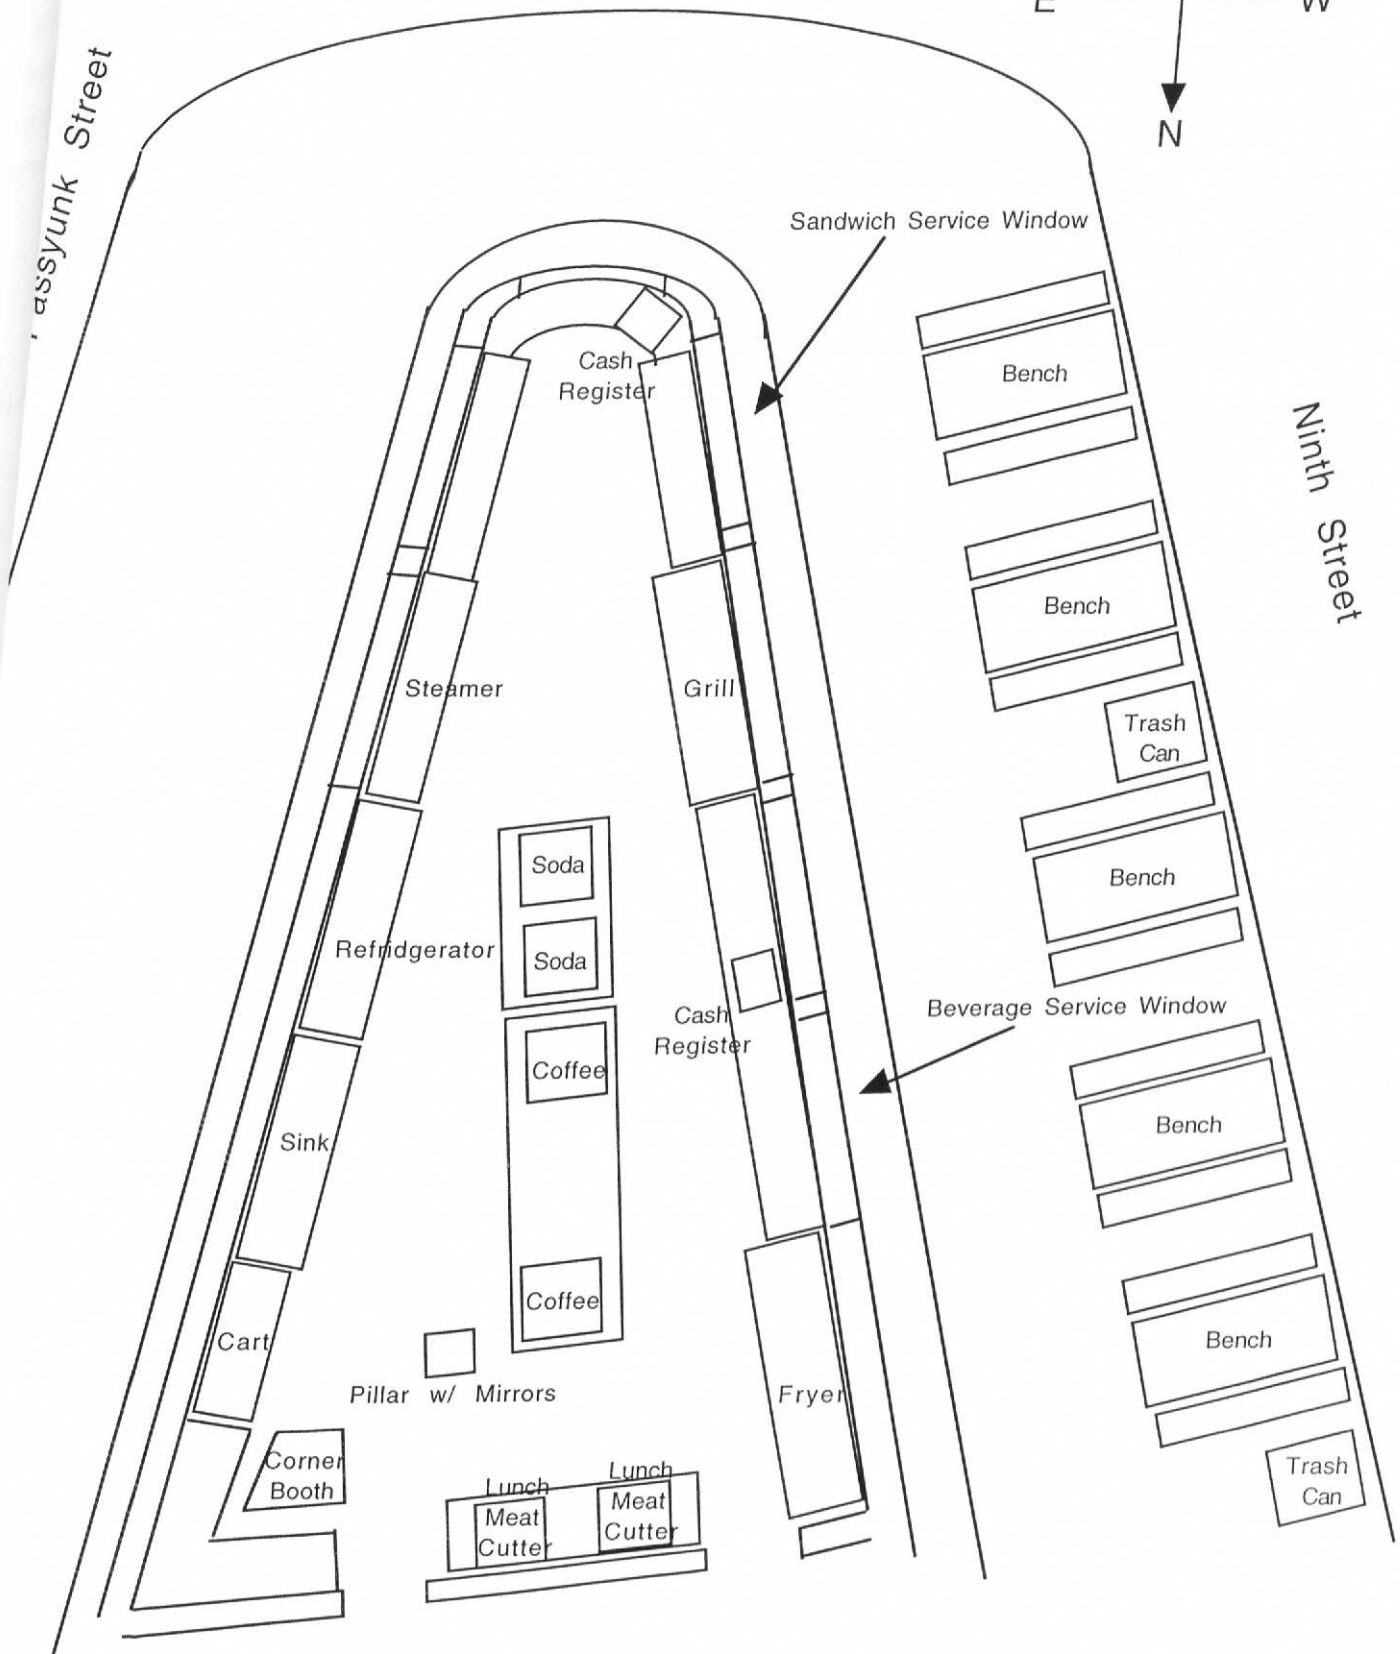 E
W
N
Passyunk Street
Sandwich Service Window
Cash
Register
Bench
Ninth Street
Bench
Steamer
Grill
Trash
Can
Soda
Bench
Refridgerator
Soda
Cash
Register
Beverage Service Window
Coffee
Bench
Sink
Coffee
Cart
Bench
Pillar w/ Mirrors
Fryer
Corner
Booth
Lunch
Meat
Cutter
Lunch
Meat
Cutter
Trash
Can